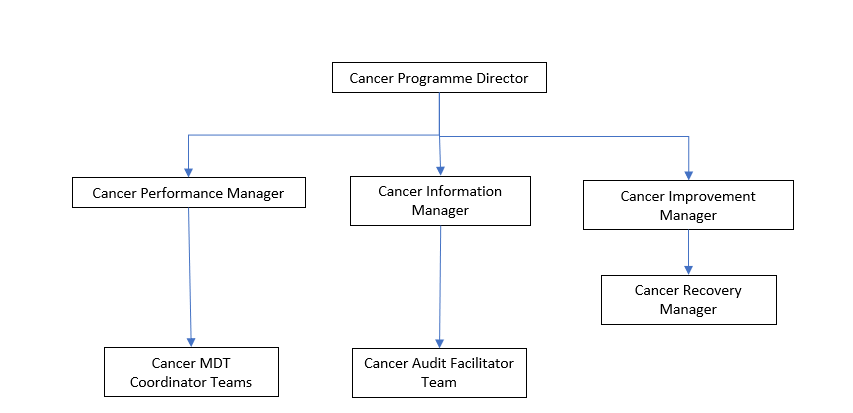 Cancer Programme Director
Cancer Performance Manager
Cancer Information
Manager
Cancer Improvement
Manager
Cancer Recovery
Manager
Cancer MDT
Coordinator Teams
Cancer Audit Facilitator
Team